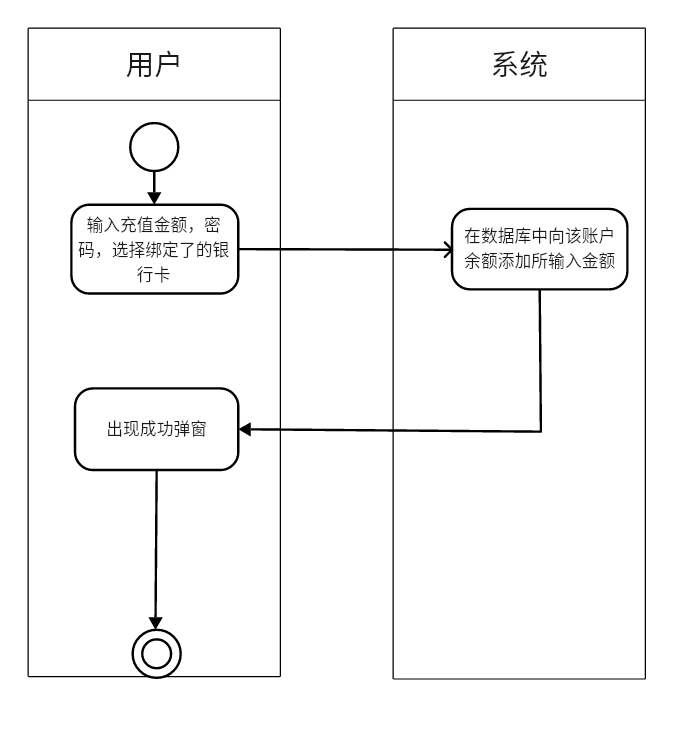 用户
系统
输入充值金额，密
码，选择绑定了的银
行卡
在数据库中向该账户
余额添加所输入金额
出现成功弹窗